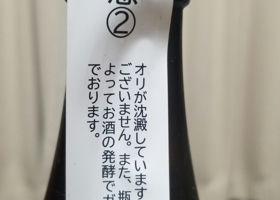 ②
オリが沈澱しています
ございません。また、瓶
よってお酒の発酵でガ
でおります。